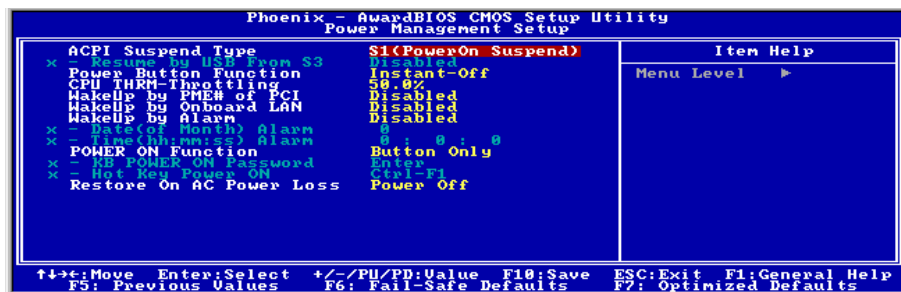 Phoenix - AwardBIOS CMOS Setup Utility
Power Management Setup
ACPI Suspend Type S1(PowerOn Suspend)
x - Resume by USB From S3 Disabled
Power Button Function Instant-Off
CPU THRM-Throttling 50.0%
WakeUp by PME# of PCI Disabled
WakeUp by Onboard LAN Disabled
WakeUp by Alarm Disabled
x - Date(of Month) Alarm 0
x - Time(hh:mm:ss) Alarm 0 : 0 : 0
POWER ON Function Button Only
x - KB POWER ON Password Enter
x - Hot Key Power ON Ctrl-F1
Restore On AC Power Loss Power Off
Item Help
Menu Level ►
↑↓→←:Move Enter:Select +/-/PU/PD:Value F10:Save ESC:Exit F1:General Help
F5: Previous Values F6: Fail-Safe Defaults F7: Optimized Defaults